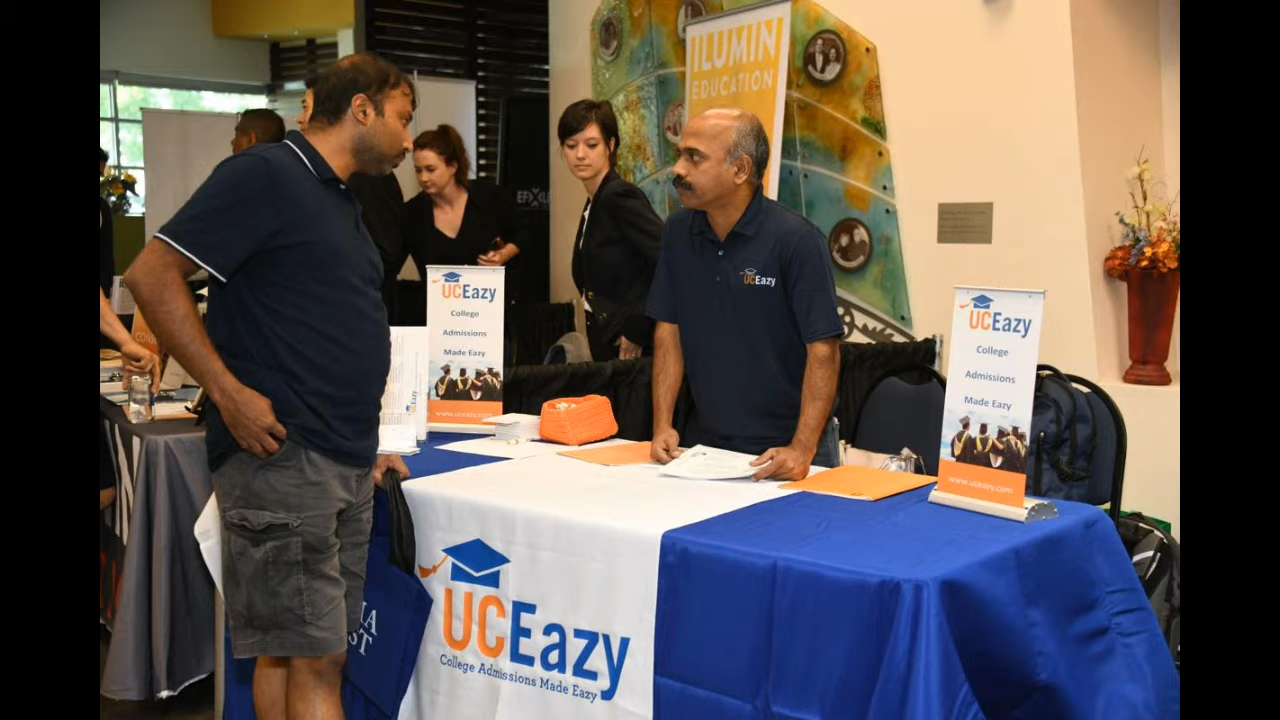 ILUMIN
EDUCATION
UCEazy
College
Admissions
Made Eazy
www.uceazy.com
UCEazy
UCEazy
College
Admissions
Made Eazy
www.uceazy.com
UCEazy
College Admissions Made Eazy